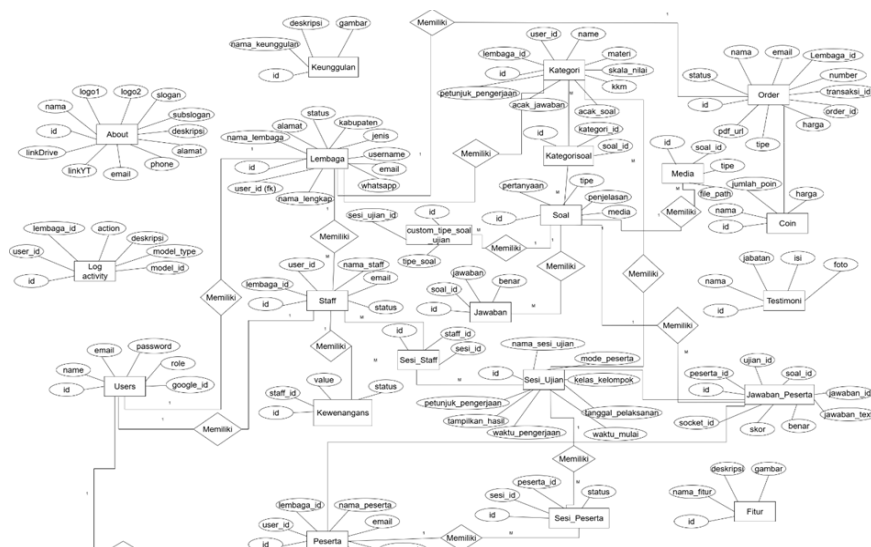 Memiliki
deskripsi
gambar
nama_keunggulan
Keunggulan
id
user_id
name
lembaga_id
materi
id
Kategori
skala_nilai
petunjuk_pengerjaan
kkm
acak_jawaban
acak_soal
nama
email
Lembaga_id
status
number
Order
transaksi_id
id
order_id
pdf_url
harga
tipe
logo1
logo2
slogan
nama
subslogan
id
About
deskripsi
linkDrive
alamat
linkYT
phone
email
status
kabupaten
alamat
nama_lembaga
jenis
Lembaga
username
id
email
user_id (fk)
whatsapp
nama_lengkap
Memiliki
kategori_id
id
Kategorisoal
soal_id
id
soal_id
tipe
Media
file_path
Memiliki
jumlah_poin
harga
nama
id
Coin
tipe
pertanyaan
penjelasan
Soal
id
media
sesi_ujian_id
id
custom_tipe_soal
_ujian
tipe_soal
Memiliki
Memiliki
Memiliki
lembaga_id
action
deskripsi
user_id
model_type
Log
activity
model_id
id
Memiliki
user_id
nama_staff
email
lembaga_id
Staff
id
status
jawaban
benar
soal_id
id
Jawaban
jabatan
isi
foto
nama
Testimoni
id
Memiliki
id
staff_id
Sesi_Staff
sesi_id
Memiliki
nama_sesi_ujian
mode_peserta
id
Sesi_Ujian
kelas_kelompok
petunjuk_pengerjaan
tanggal_pelaksanan
tampilkan_hasil
waktu_pengerjaan
waktu_mulai
Memiliki
ujian_id
peserta_id
soal_id
id
Jawaban_Peserta
jawaban_id
socket_id
jawaban_tex
skor
benar
email
password
name
role
Users
id
google_id
Memiliki
value
status
staff_id
Kewenangans
id
Memiliki
peserta_id
status
sesi_id
id
Sesi_Peserta
deskripsi
gambar
nama_fitur
Fitur
id
lembaga_id
nama_peserta
user_id
email
id
Peserta
Memiliki